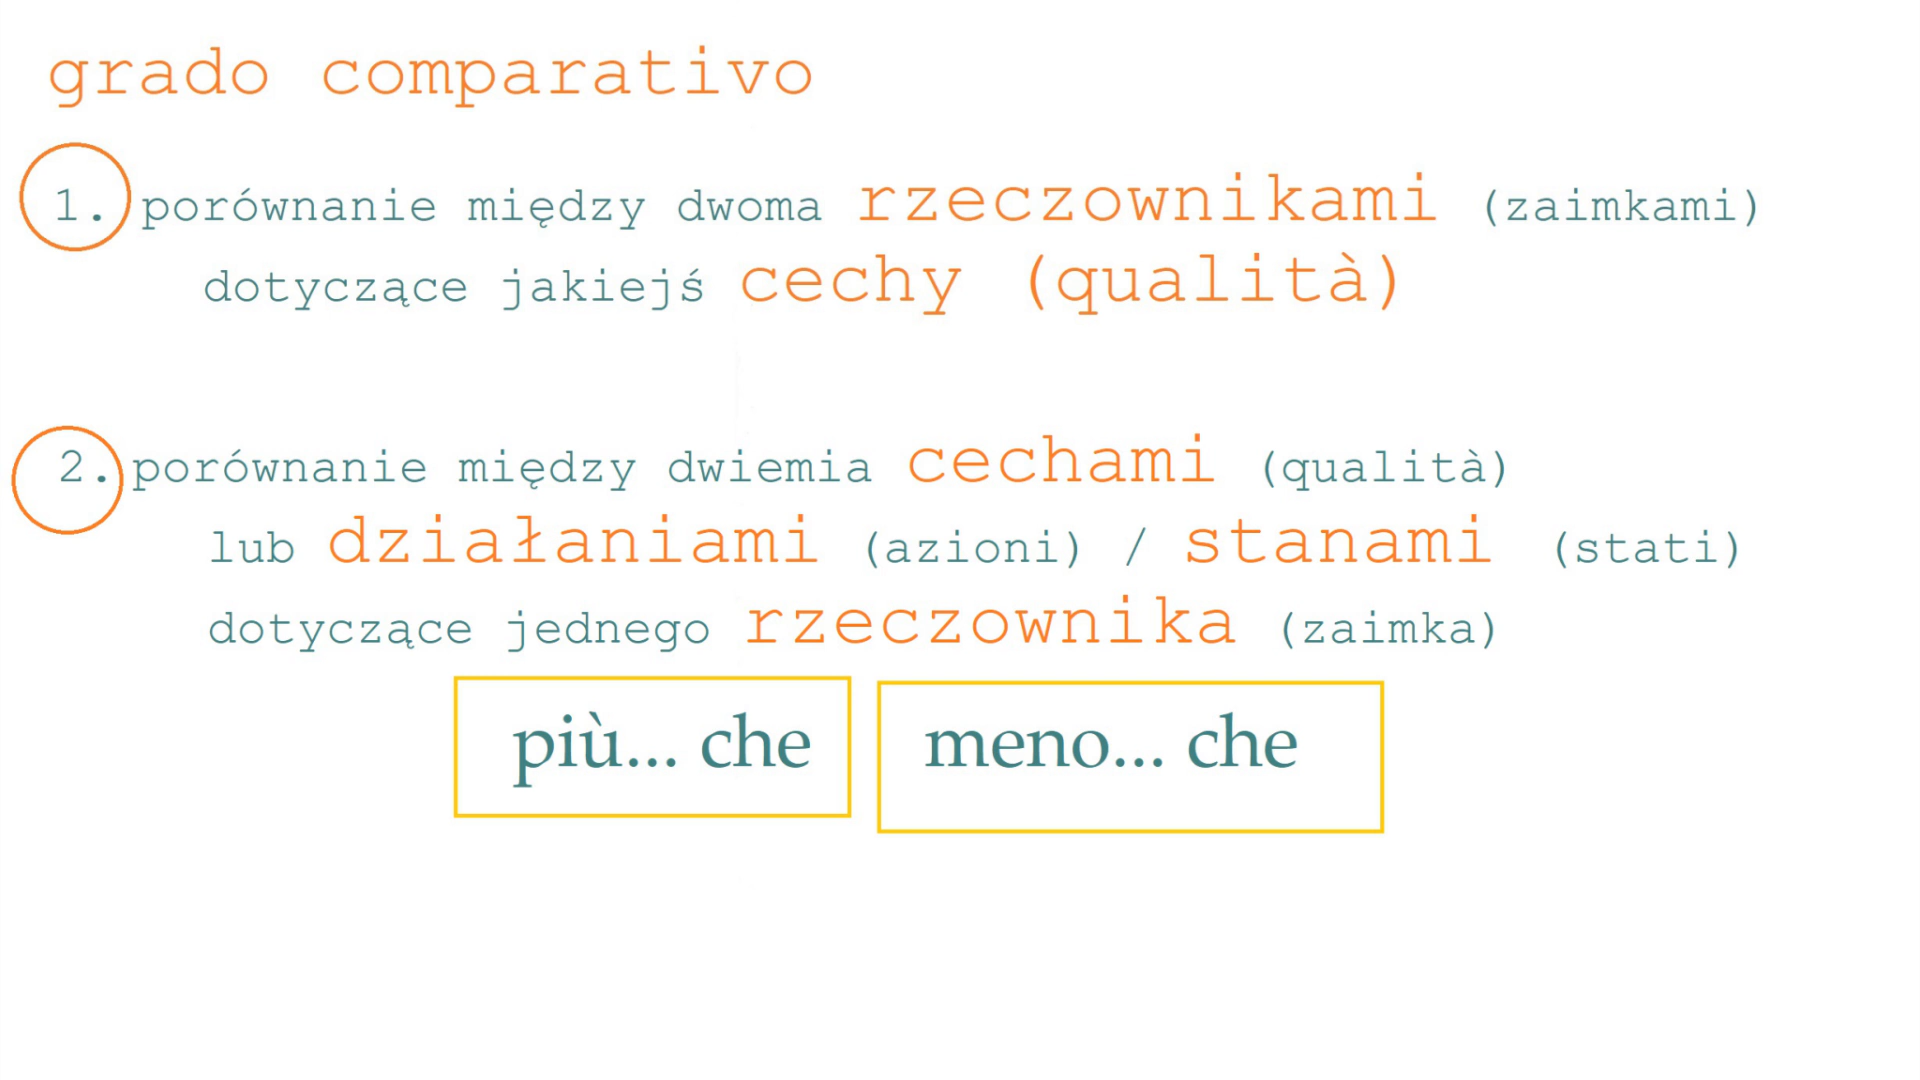 grado comparativo
1. porównanie między dwoma rzeczownikami (zaimkami)
dotyczące jakiejś cechy (qualità)
2. porównanie między dwiemia cechami (qualità)
lub działaniami (azioni) / stanami (stati)
dotyczące jednego rzeczownika (zaimka)
più... che meno... che